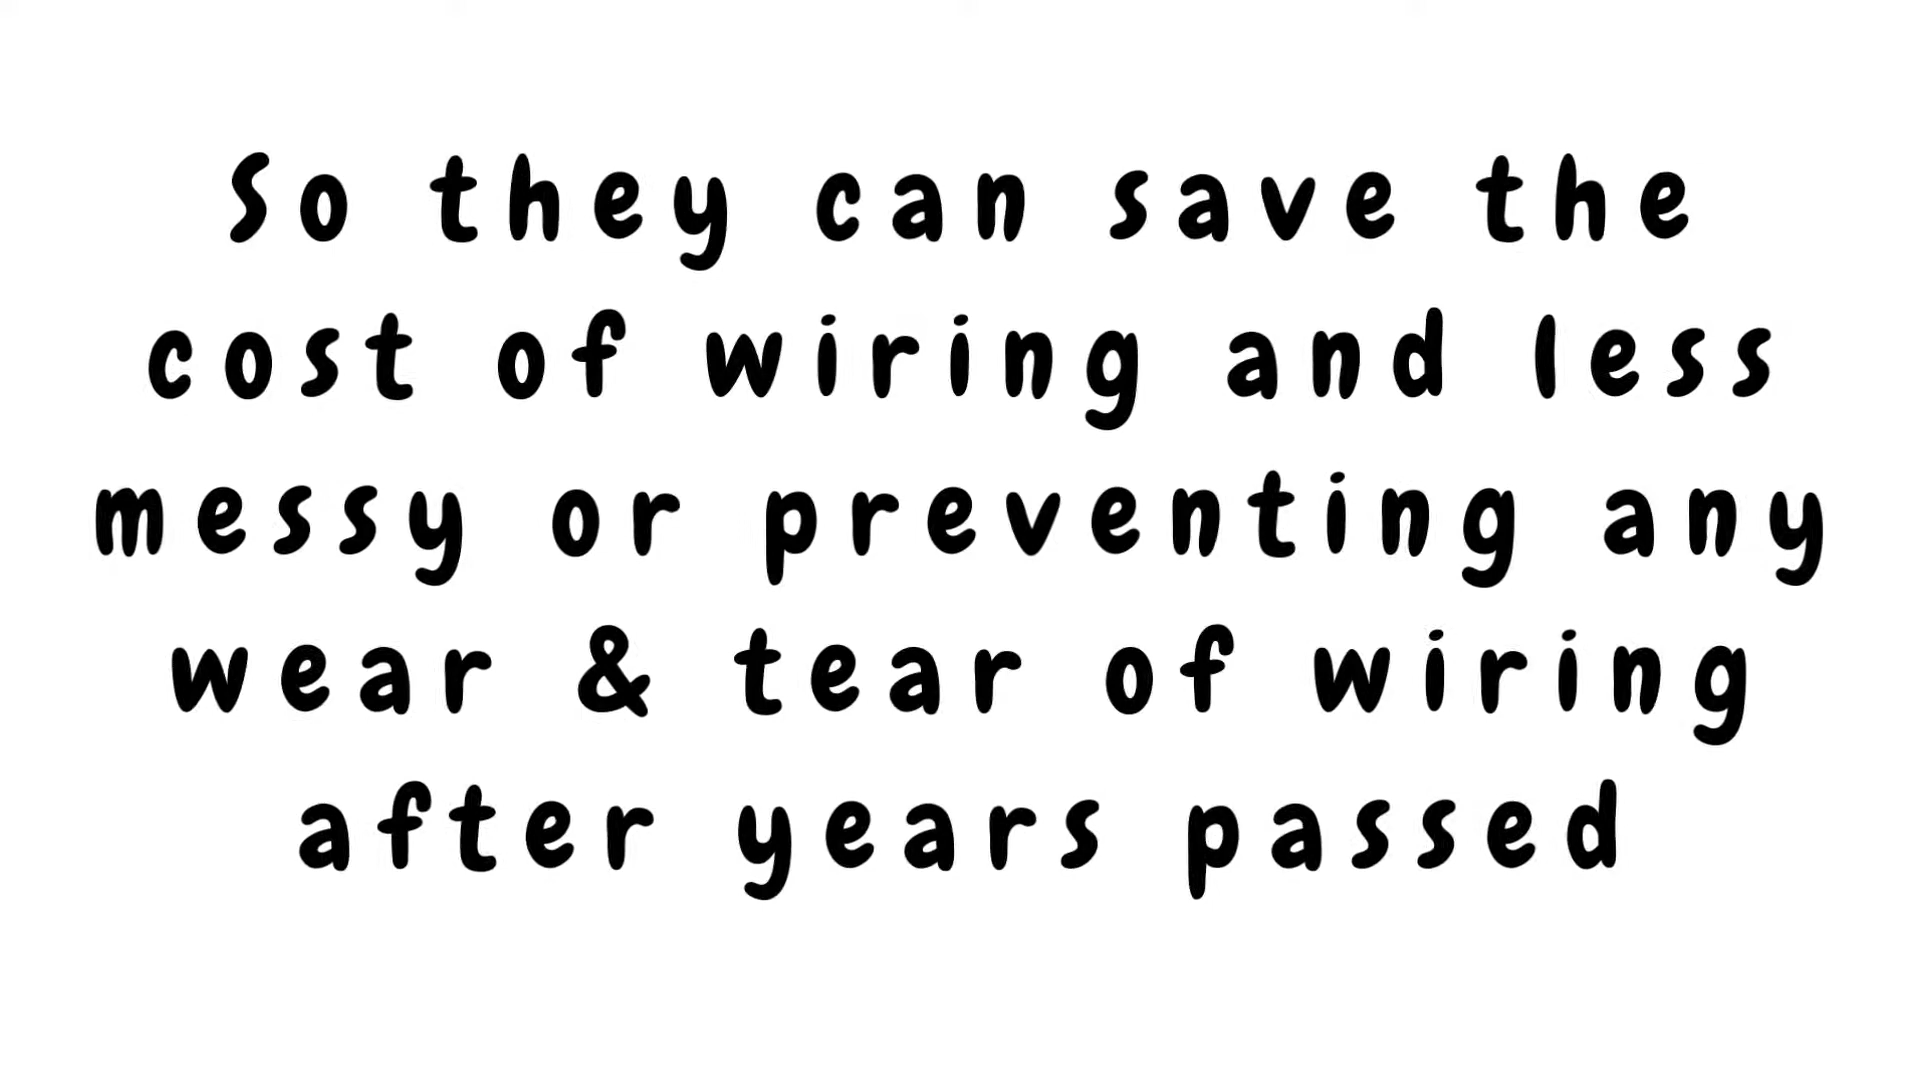 So they can save the
cost of wiring and less
messy or preventing any
wear & tear of wiring
after years passed